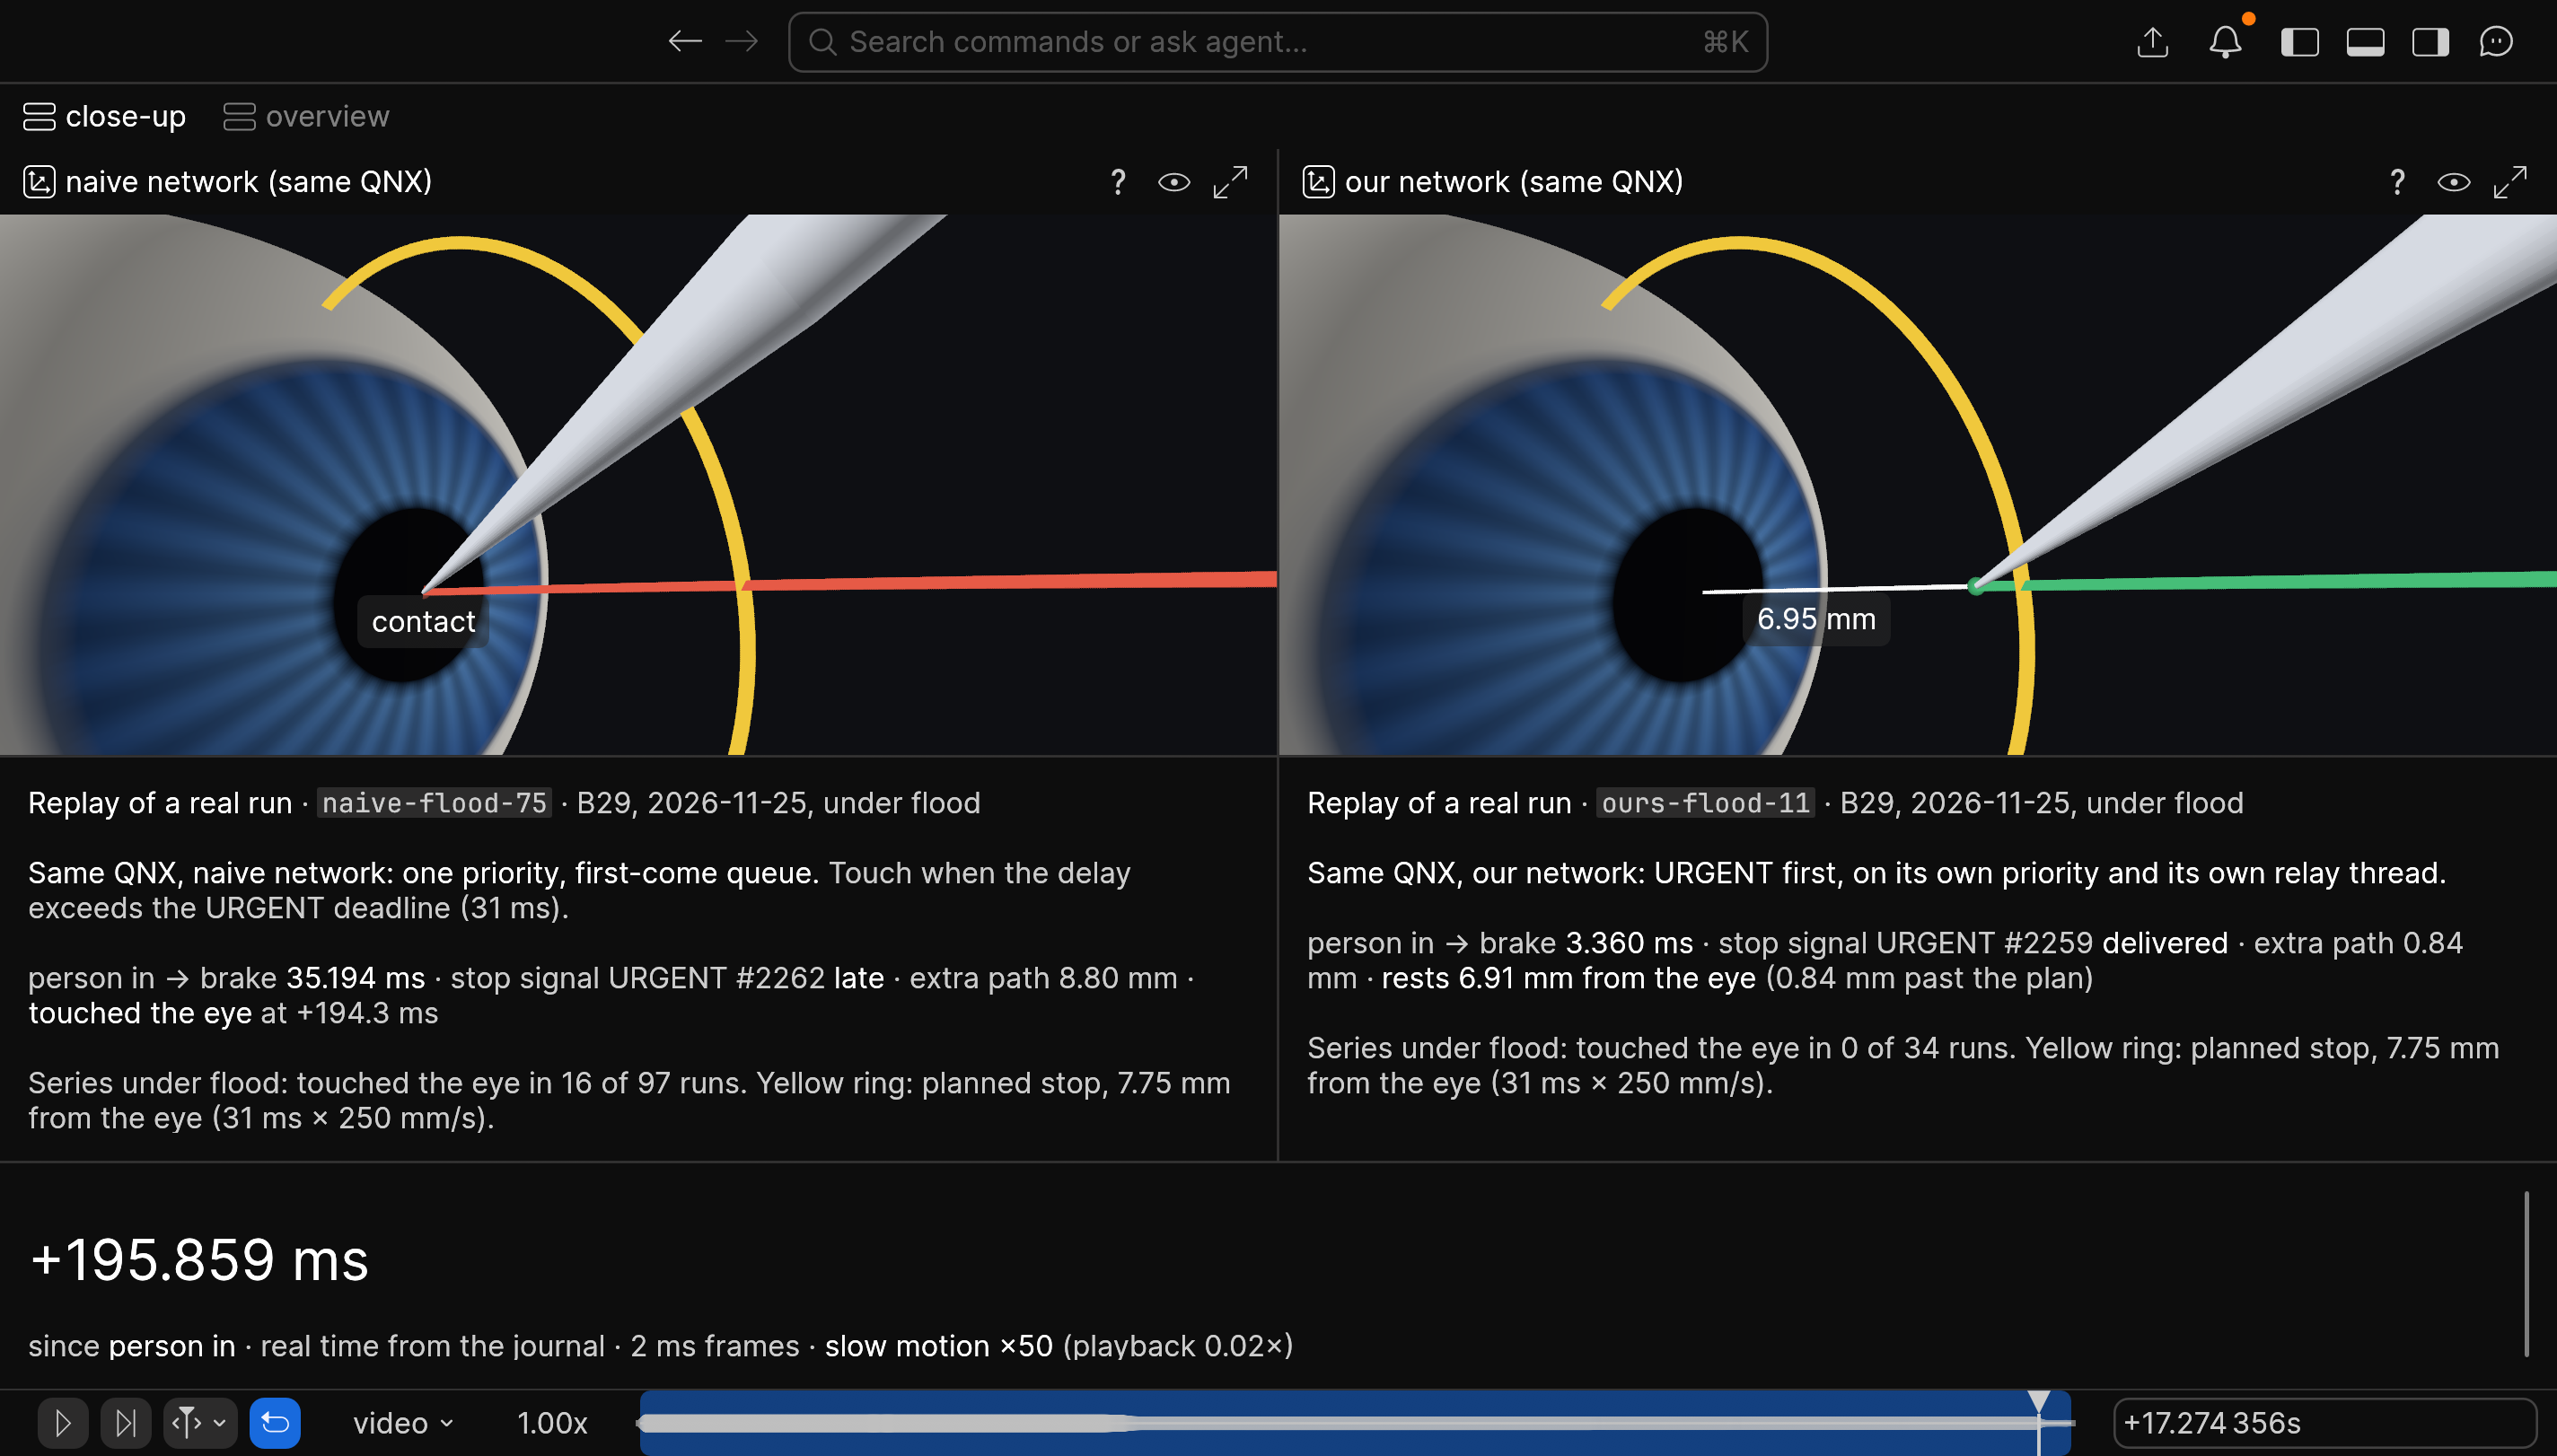 Search commands or ask agent... ⌘K
close-up overview
naive network (same QNX) ?
our network (same QNX) ?
contact
6.95 mm
Replay of a real run · naive-flood-75 · B29, 2026-11-25, under flood
Same QNX, naive network: one priority, first-come queue. Touch when the delay
exceeds the URGENT deadline (31 ms).
person in → brake 35.194 ms · stop signal URGENT #2262 late · extra path 8.80 mm ·
touched the eye at +194.3 ms
Series under flood: touched the eye in 16 of 97 runs. Yellow ring: planned stop, 7.75 mm
from the eye (31 ms × 250 mm/s).
Replay of a real run · ours-flood-11 · B29, 2026-11-25, under flood
Same QNX, our network: URGENT first, on its own priority and its own relay thread.
person in → brake 3.360 ms · stop signal URGENT #2259 delivered · extra path 0.84
mm · rests 6.91 mm from the eye (0.84 mm past the plan)
Series under flood: touched the eye in 0 of 34 runs. Yellow ring: planned stop, 7.75 mm
from the eye (31 ms × 250 mm/s).
+195.859 ms
since person in · real time from the journal · 2 ms frames · slow motion ×50 (playback 0.02×)
video 1.00x +17.274 356s